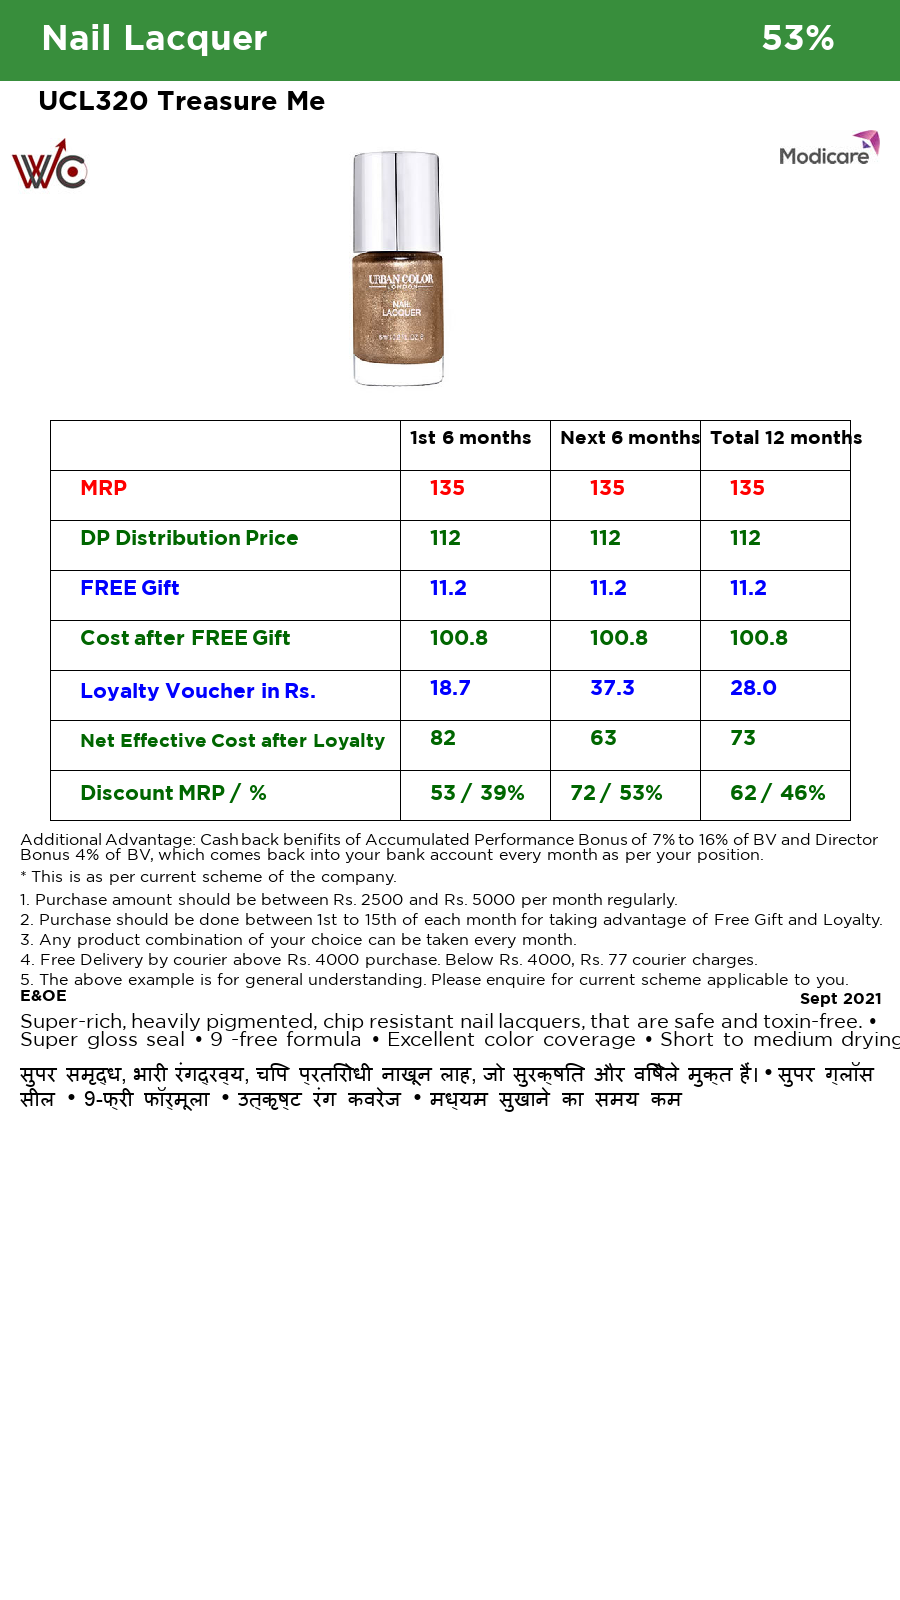 Nail Lacquer 53%
UCL320 Treasure Me
WC
Modicare
URBAN COLOR
LONDON
NAIL
LACQUER
1st 6 months Next 6 months Total 12 months
MRP 135 135 135
DP Distribution Price 112 112 112
FREE Gift 11.2 11.2 11.2
Cost after FREE Gift 100.8 100.8 100.8
Loyalty Voucher in Rs. 18.7 37.3 28.0
Net Effective Cost after Loyalty 82 63 73
Discount MRP / % 53 / 39% 72 / 53% 62 / 46%
Additional Advantage: Cashback benifits of Accumulated Performance Bonus of 7% to 16% of BV and Director
Bonus 4% of BV, which comes back into your bank account every month as per your position.
* This is as per current scheme of the company.
1. Purchase amount should be between Rs. 2500 and Rs. 5000 per month regularly.
2. Purchase should be done between 1st to 15th of each month for taking advantage of Free Gift and Loyalty.
3. Any product combination of your choice can be taken every month.
4. Free Delivery by courier above Rs. 4000 purchase. Below Rs. 4000, Rs. 77 courier charges.
5. The above example is for general understanding. Please enquire for current scheme applicable to you.
E&OE Sept 2021
Super-rich, heavily pigmented, chip resistant nail lacquers, that are safe and toxin-free. •
Super gloss seal • 9 -free formula • Excellent color coverage • Short to medium drying
सुपर समृद्ध, भारी रंगद्रव्य, चिप प्रतिरोधी नाखून लाह, जो सुरक्षित और विषैले मुक्त हैं। • सुपर ग्लॉस
सील • 9-फ्री फॉर्मूला • उत्कृष्ट रंग कवरेज • मध्यम सुखाने का समय कम